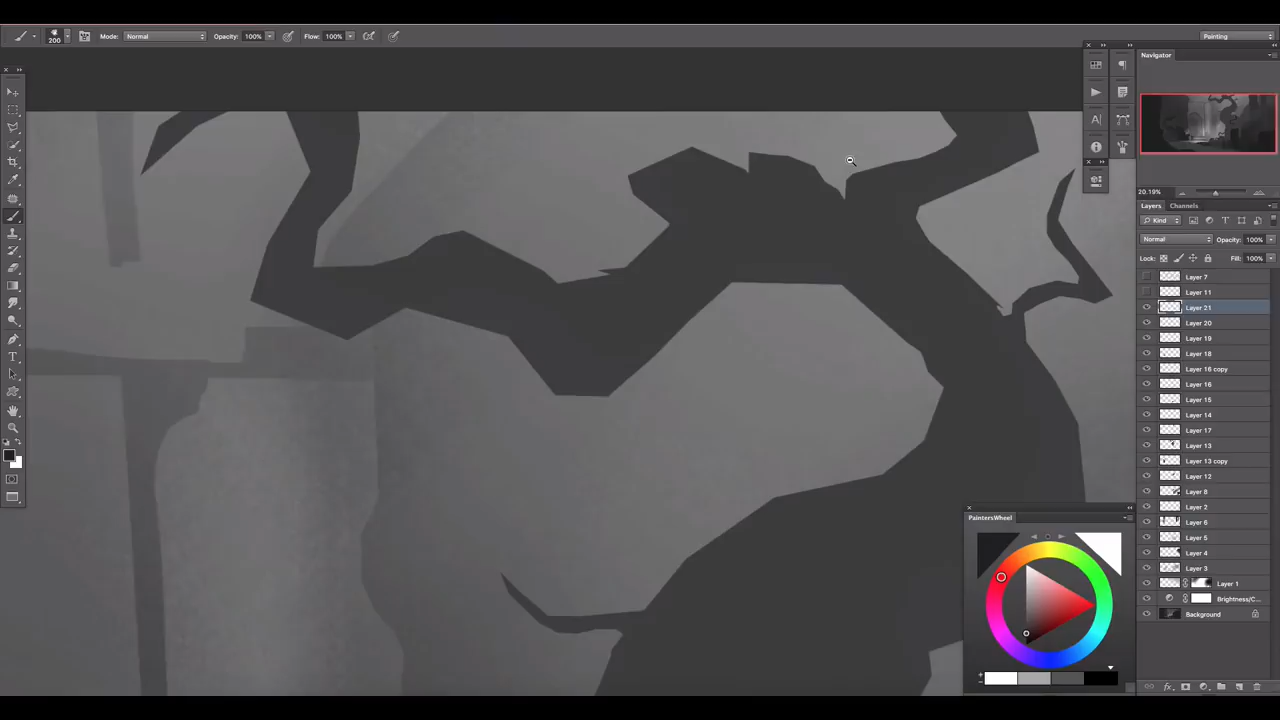 200
Mode: Normal
Opacity: 100%
Flow: 100%
Painting
Navigator
20.19%
Layers Channels
Kind
Normal
Opacity: 100%
Lock:
Fill: 100%
Layer 7
Layer 11
Layer 21
Layer 20
Layer 19
Layer 18
Layer 16 copy
Layer 16
Layer 15
Layer 14
Layer 17
Layer 13
Layer 13 copy
Layer 12
Layer 8
Layer 2
Layer 6
Layer 5
Layer 4
Layer 3
Layer 1
Brightness/C...
Background
PaintersWheel